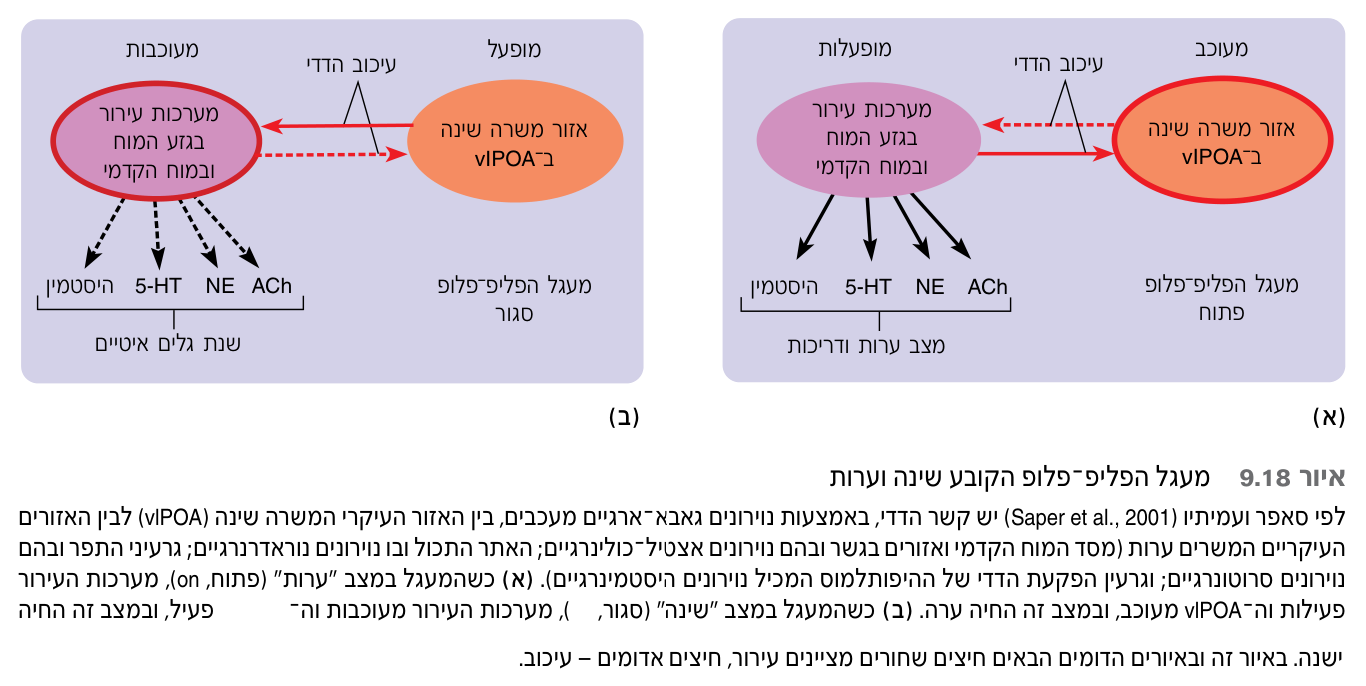 מעוכב
מופעלות
עיכוב הדדי
אזור משרה שינה
ב־vlPOA
מערכות עירור
בגזע המוח
ובמוח הקדמי
היסטמין 5-HT NE ACh
מצב ערות ודריכות
מעגל הפליפ־פלופ
פתוח
(א)
מופעל
מעוכבות
עיכוב הדדי
אזור משרה שינה
ב־vlPOA
מערכות עירור
בגזע המוח
ובמוח הקדמי
היסטמין 5-HT NE ACh
שנת גלים איטיים
מעגל הפליפ־פלופ
סגור
(ב)
איור 9.18 מעגל הפליפ־פלופ הקובע שינה וערות
לפי סאפר ועמיתיו (Saper et al., 2001) יש קשר הדדי, באמצעות נוירונים גאבא־ארגיים מעכבים, בין האזור העיקרי המשרה שינה (vlPOA) לבין האזורים
העיקריים המשרים ערות (מסד המוח הקדמי ואזורים בגשר ובהם נוירונים אצטיל־כולינרגיים; האתר התכול ובו נוירונים נוראדרנרגיים; גרעיני התפר ובהם
נוירונים סרוטונרגיים; וגרעין הפקעת הדדי של ההיפותלמוס המכיל נוירונים היסטמינרגיים). (א) כשהמעגל במצב "ערות" (פתוח, on), מערכות העירור
פעילות וה־vlPOA מעוכב, ובמצב זה החיה ערה. (ב) כשהמעגל במצב "שינה" (סגור, ), מערכות העירור מעוכבות וה־ פעיל, ובמצב זה החיה
ישנה. באיור זה ובאיורים הדומים הבאים חיצים שחורים מציינים עירור, חיצים אדומים – עיכוב.